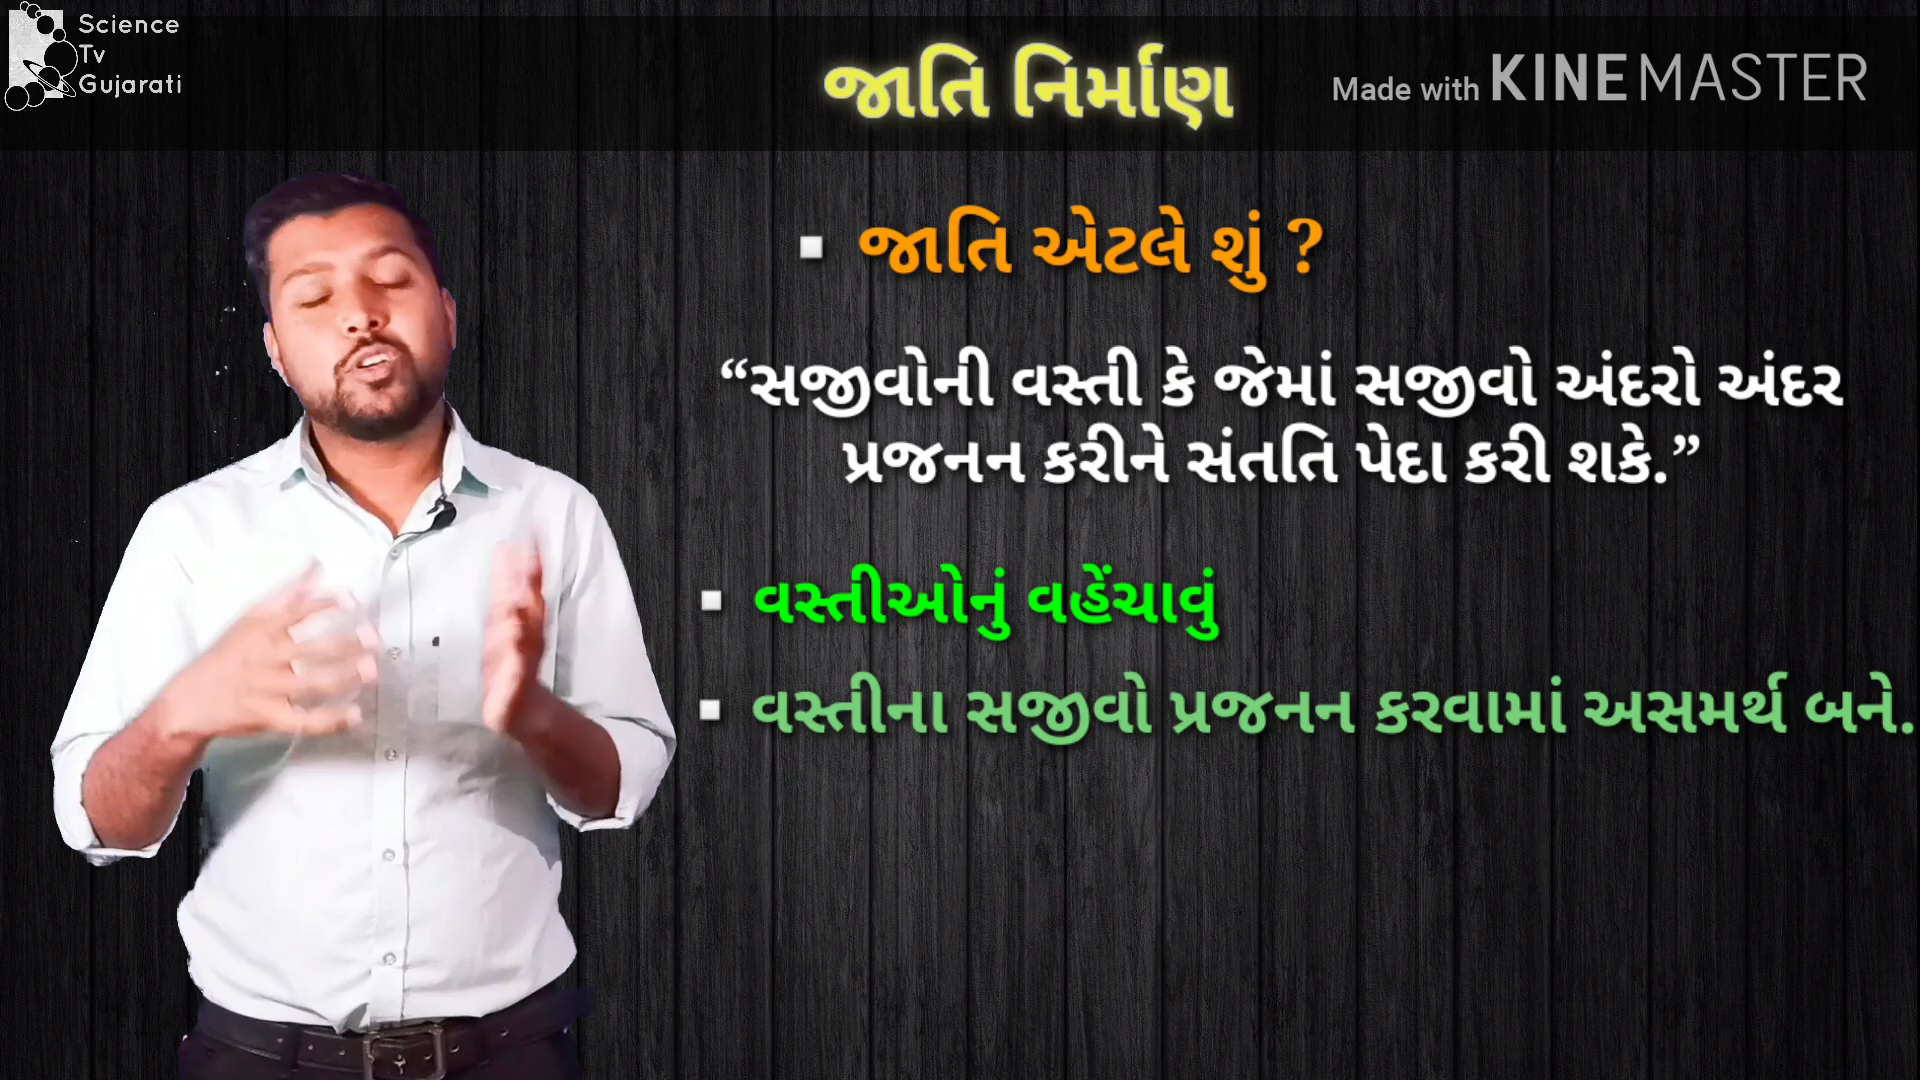 Science
Tv
Gujarati
જાતિ નિર્માણ
Made with KINEMASTER
▫ જાતિ એટલે શું ?
“સજીવોની વસ્તી કે જેમાં સજીવો અંદરો અંદર
પ્રજનન કરીને સંતતિ પેદા કરી શકે.”
▫ વસ્તીઓનું વહેંચાવું
▫ વસ્તીના સજીવો પ્રજનન કરવામાં અસમર્થ બને.